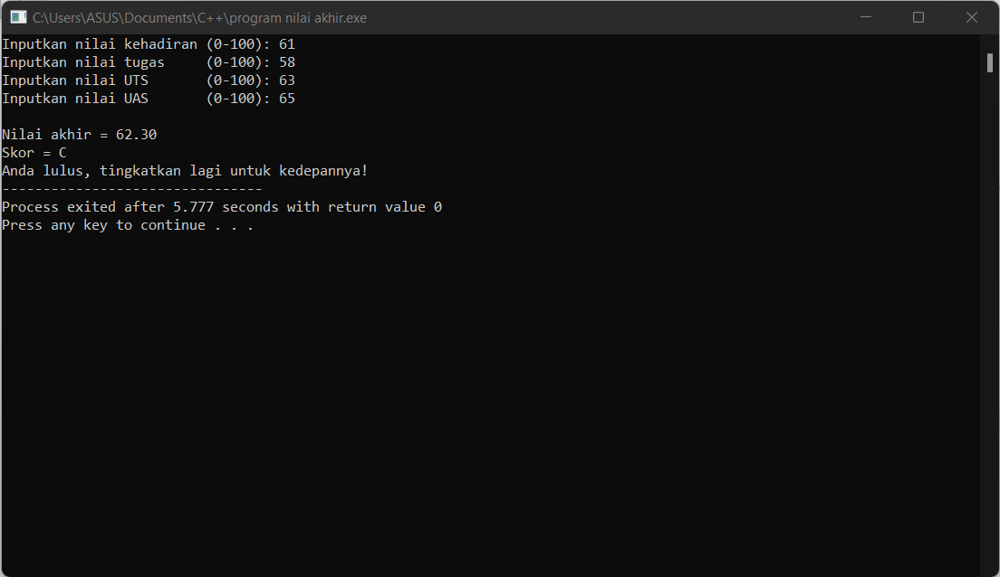 C:\Users\ASUS\Documents\C++\program nilai akhir.exe
Inputkan nilai kehadiran (0-100): 61
Inputkan nilai tugas     (0-100): 58
Inputkan nilai UTS       (0-100): 63
Inputkan nilai UAS       (0-100): 65
Nilai akhir = 62.30
Skor = C
Anda lulus, tingkatkan lagi untuk kedepannya!
--------------------------------
Process exited after 5.777 seconds with return value 0
Press any key to continue . . .